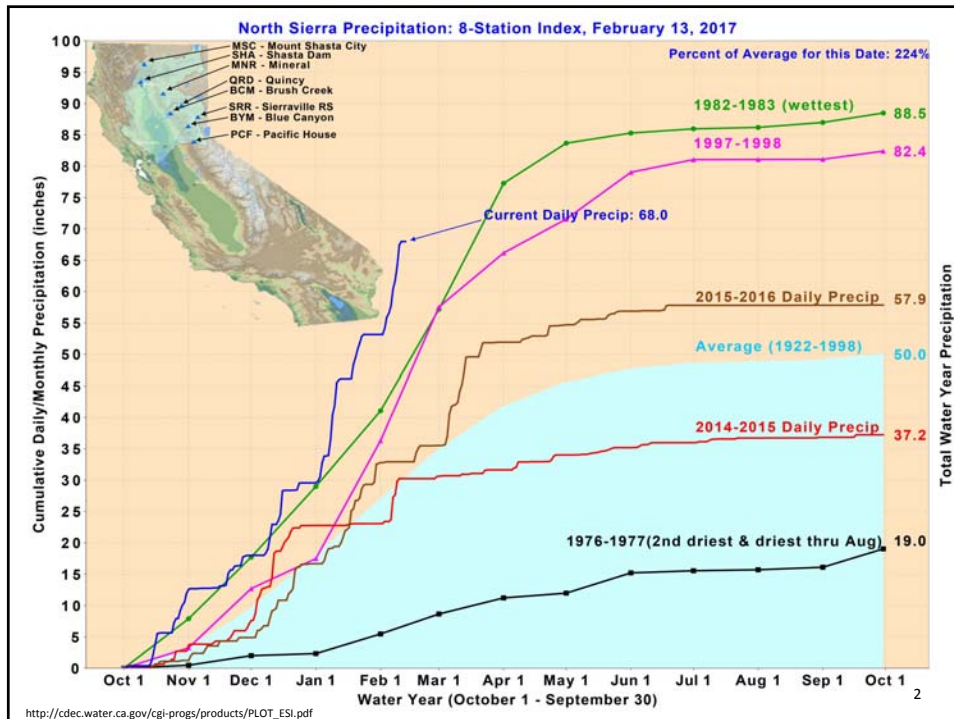 North Sierra Precipitation: 8-Station Index, February 13, 2017
Percent of Average for this Date: 224%
MSC - Mount Shasta City
SHA - Shasta Dam
MNR - Mineral
QRD - Quincy
BCM - Brush Creek
SRR - Sierraville RS
BYM - Blue Canyon
PCF - Pacific House
1982-1983 (wettest) 88.5
1997-1998 82.4
Current Daily Precip: 68.0
2015-2016 Daily Precip 57.9
Average (1922-1998) 50.0
2014-2015 Daily Precip 37.2
1976-1977(2nd driest & driest thru Aug) 19.0
Cumulative Daily/Monthly Precipitation (inches)
100
95
90
85
80
75
70
65
60
55
50
45
40
35
30
25
20
15
10
5
0
Total Water Year Precipitation
Oct 1 Nov 1 Dec 1 Jan 1 Feb 1 Mar 1 Apr 1 May 1 Jun 1 Jul 1 Aug 1 Sep 1 Oct 1
Water Year (October 1 - September 30)
2
http://cdec.water.ca.gov/cgi-progs/products/PLOT_ESI.pdf